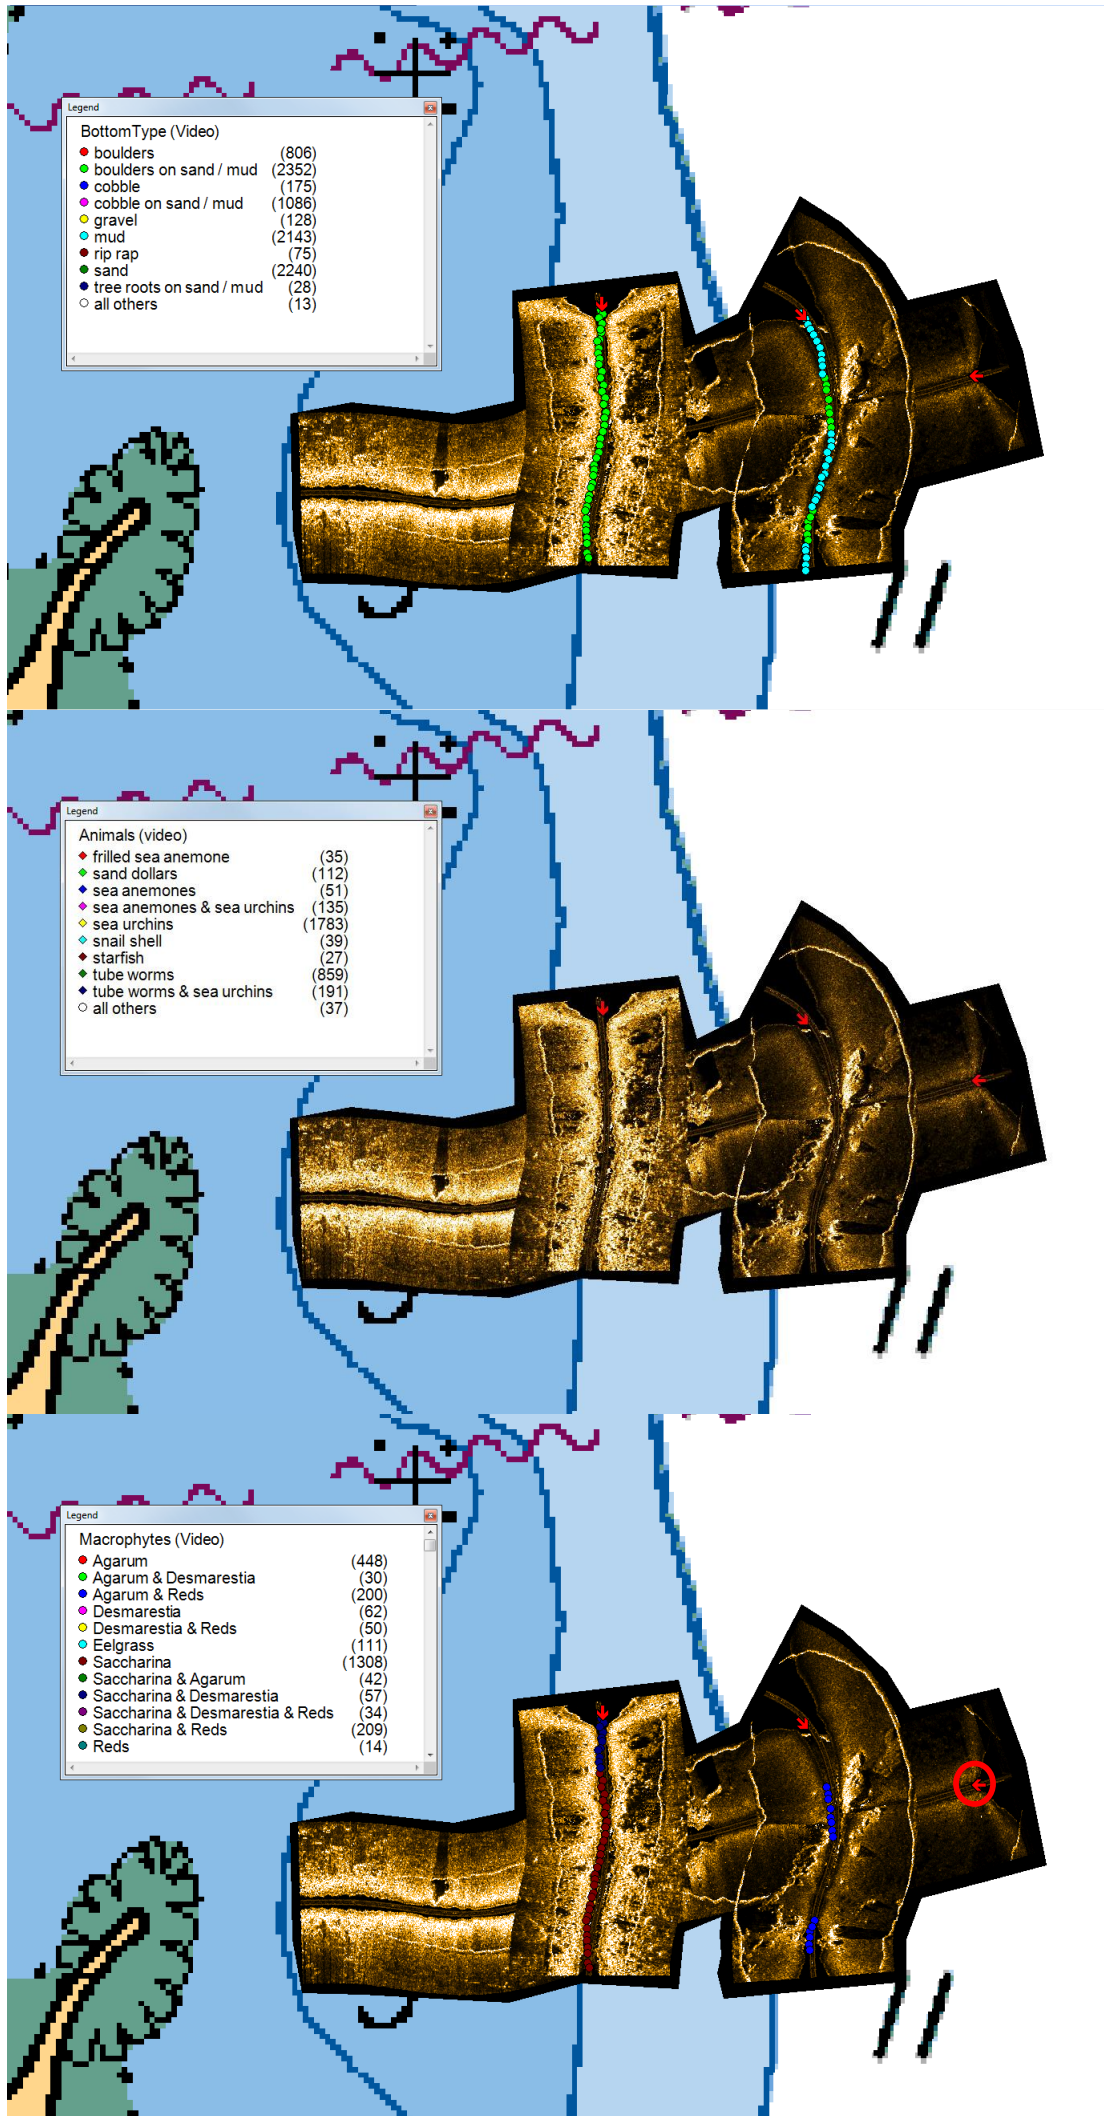 Legend
BottomType (Video)
boulders (806)
boulders on sand / mud (2352)
cobble (175)
cobble on sand / mud (1086)
gravel (128)
mud (2143)
rip rap (75)
sand (2240)
tree roots on sand / mud (28)
all others (13)
Legend
Animals (video)
frilled sea anemone (35)
sand dollars (112)
sea anemones (51)
sea anemones & sea urchins (135)
sea urchins (1783)
snail shell (39)
starfish (27)
tube worms (859)
tube worms & sea urchins (191)
all others (37)
Legend
Macrophytes (Video)
Agarum (448)
Agarum & Desmarestia (30)
Agarum & Reds (200)
Desmarestia (62)
Desmarestia & Reds (50)
Eelgrass (111)
Saccharina (1308)
Saccharina & Agarum (42)
Saccharina & Desmarestia (57)
Saccharina & Desmarestia & Reds (34)
Saccharina & Reds (209)
Reds (14)